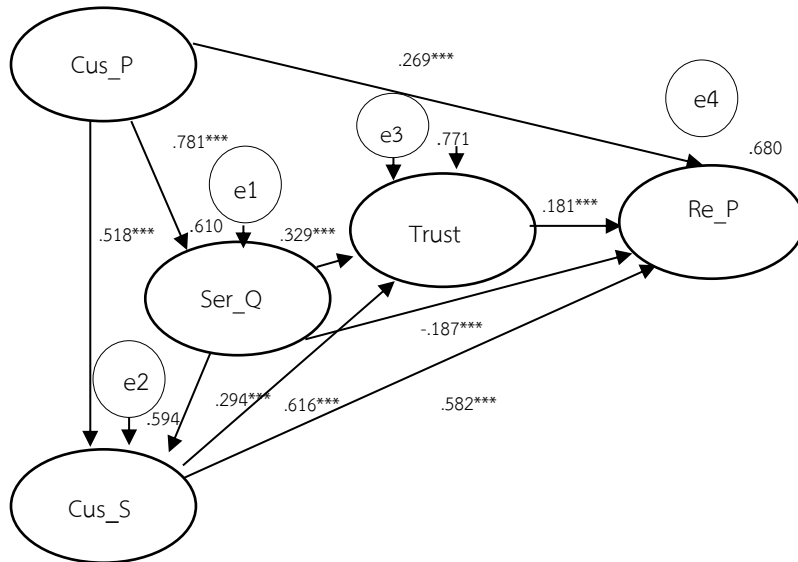 Cus_P
.269***
e4
e3
.771
.781***
.680
e1
Re_P
.181***
.610
.518***
.329***
Trust
Ser_Q
-.187***
e2
.294***
.616***
.582***
.594
Cus_S